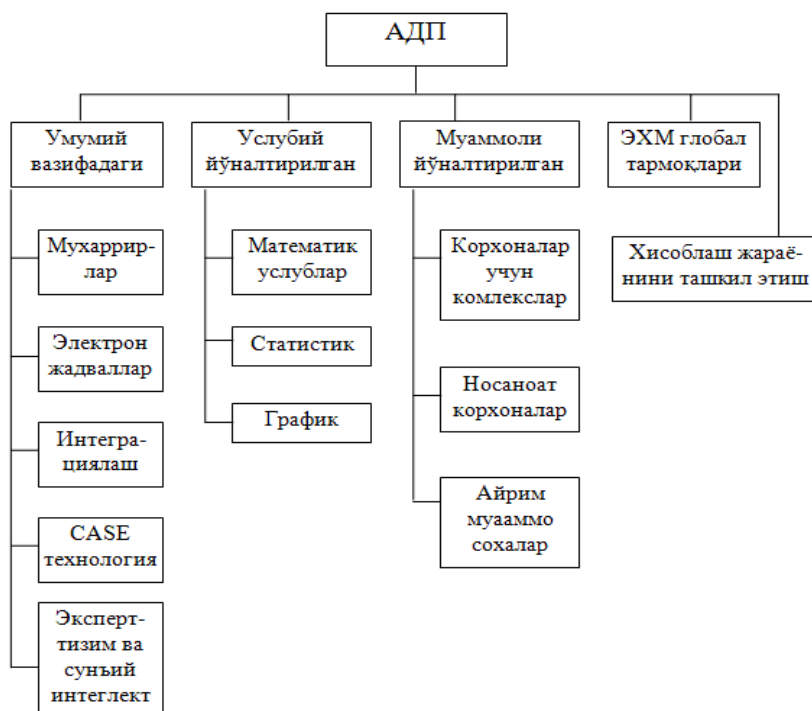 АДП
Умумий
вазифадаги
Услубий
йўналтирилган
Муаммоли
йўналтирилган
ЭХМ глобал
тармоқлари
Мухаррир-
лар
Математик
услублар
Корхоналар
учун
комлекслар
Хисоблаш жараё-
нини ташкил этиш
Электрон
жадваллар
Статистик
Носаноат
корхоналар
График
Интегра-
циялаш
Айрим
муааммо
сохалар
CASE
технология
Эксперт-
тизим ва
сунъий
интеглект